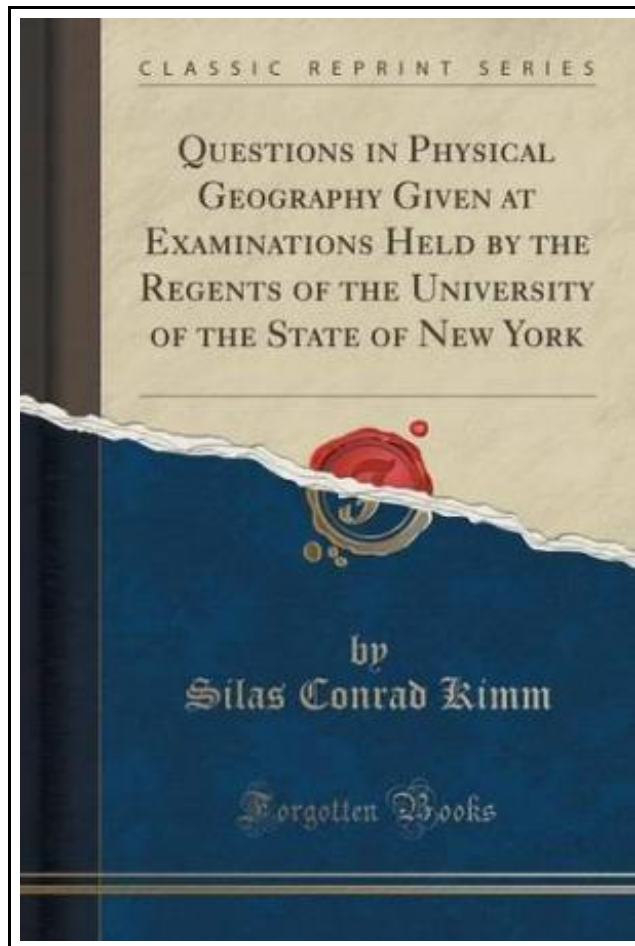 CLASSIC REPRINT SERIES
QUESTIONS IN PHYSICAL
GEOGRAPHY GIVEN AT
EXAMINATIONS HELD BY THE
REGENTS OF THE UNIVERSITY
OF THE STATE OF NEW YORK
by
Silas Conrad Kimm
Forgotten Books